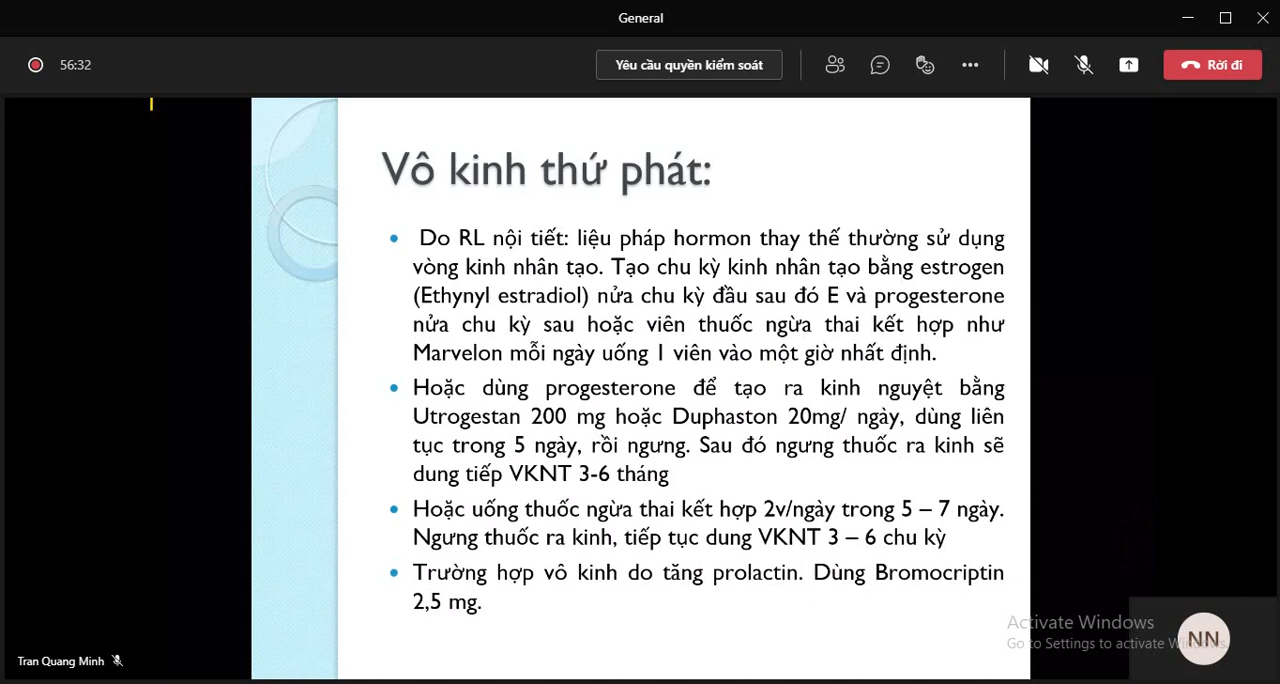 General
56:32
Yêu cầu quyền kiểm soát
Rời đi
Vô kinh thứ phát:
Do RL nội tiết: liệu pháp hormon thay thế thường sử dụng
vòng kinh nhân tạo. Tạo chu kỳ kinh nhân tạo bằng estrogen
(Ethynyl estradiol) nửa chu kỳ đầu sau đó E và progesterone
nửa chu kỳ sau hoặc viên thuốc ngừa thai kết hợp như
Marvelon mỗi ngày uống 1 viên vào một giờ nhất định.
Hoặc dùng progesterone để tạo ra kinh nguyệt bằng
Utrogestan 200 mg hoặc Duphaston 20mg/ ngày, dùng liên
tục trong 5 ngày, rồi ngưng. Sau đó ngưng thuốc ra kinh sẽ
dung tiếp VKNT 3-6 tháng
Hoặc uống thuốc ngừa thai kết hợp 2v/ngày trong 5 – 7 ngày.
Ngưng thuốc ra kinh, tiếp tục dung VKNT 3 – 6 chu kỳ
Trường hợp vô kinh do tăng prolactin. Dùng Bromocriptin
2,5 mg.
Activate Windows
Go to Settings to activate Windows.
NN
Tran Quang Minh